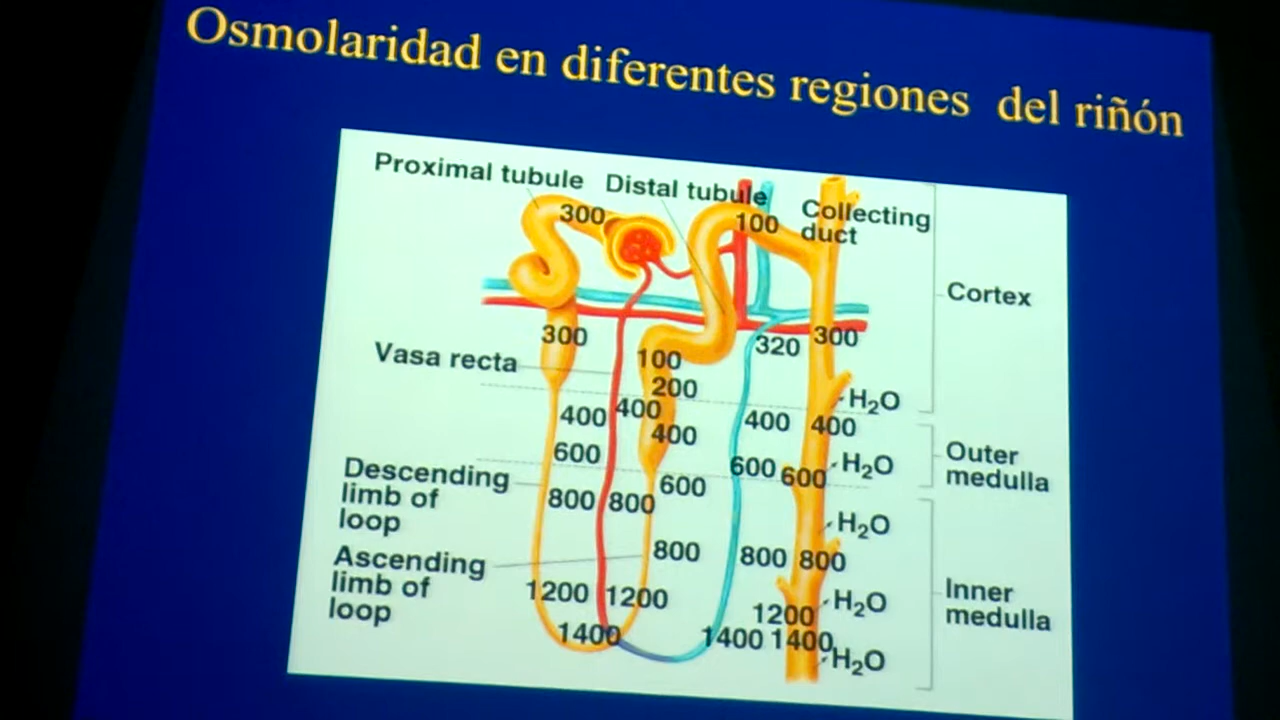 Osmolaridad en diferentes regiones del riñón
Proximal tubule
Distal tubule
Collecting
duct
300
100
Cortex
300
320
300
Vasa recta
100
200
H₂O
400
400
400
400
400
600
600
600
H₂O
Outer
medulla
Descending
limb of
loop
800
800
600
H₂O
Ascending
limb of
loop
800
800
800
1200
1200
1200
H₂O
Inner
medulla
1400
1400
1400
H₂O